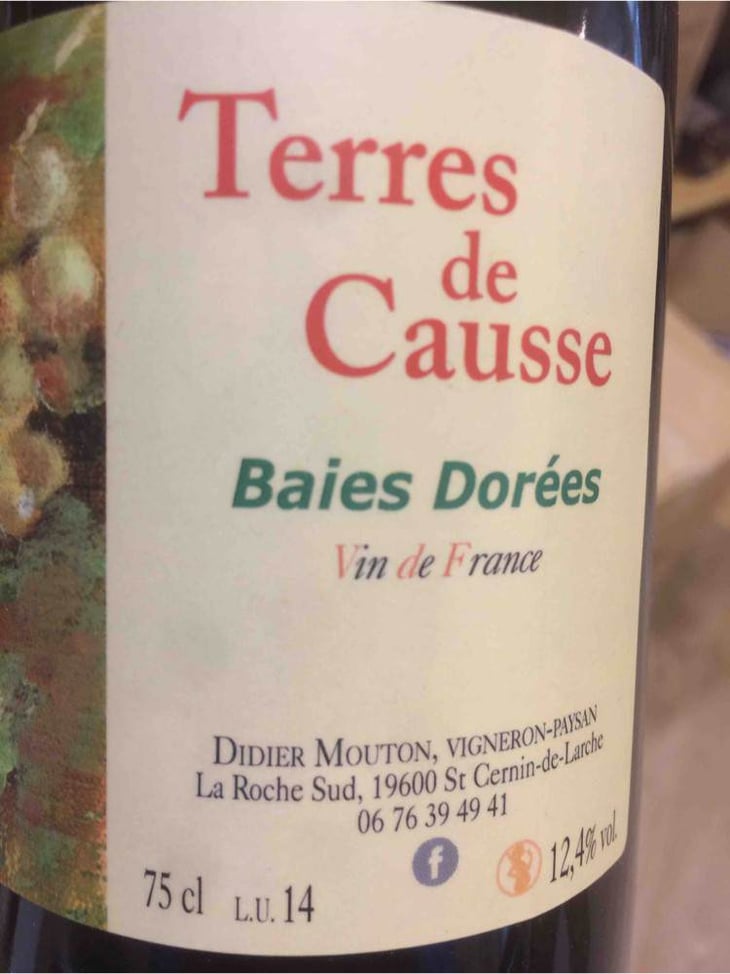 Terres
de
Causse
Baies Dorées
Vin de France
DIDIER MOUTON, VIGNERON-PAYSAN
La Roche Sud, 19600 St Cernin-de-Larche
06 76 39 49 41
f
12,4% vol.
75 cl L.U. 14